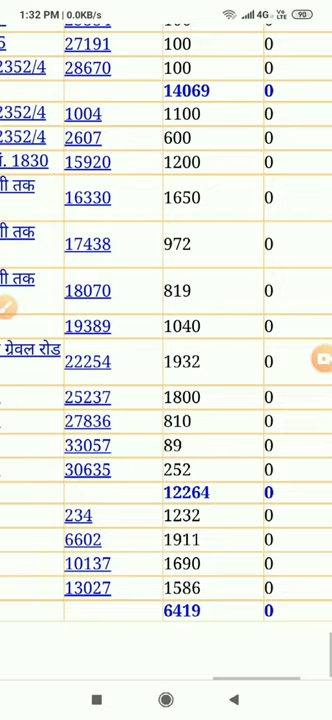 1:32 PM | 0.0KB/s 4G Vo LTE 90
5 27191 100 0
2352/4 28670 100 0
14069 0
2352/4 1004 1100 0
2352/4 2607 600 0
नं. 1830 15920 1200 0
गी तक 16330 1650 0
गी तक 17438 972 0
गी तक 18070 819 0
19389 1040 0
ग्रेवल रोड 22254 1932 0
25237 1800 0
27836 810 0
33057 89 0
30635 252 0
12264 0
234 1232 0
6602 1911 0
10137 1690 0
13027 1586 0
6419 0